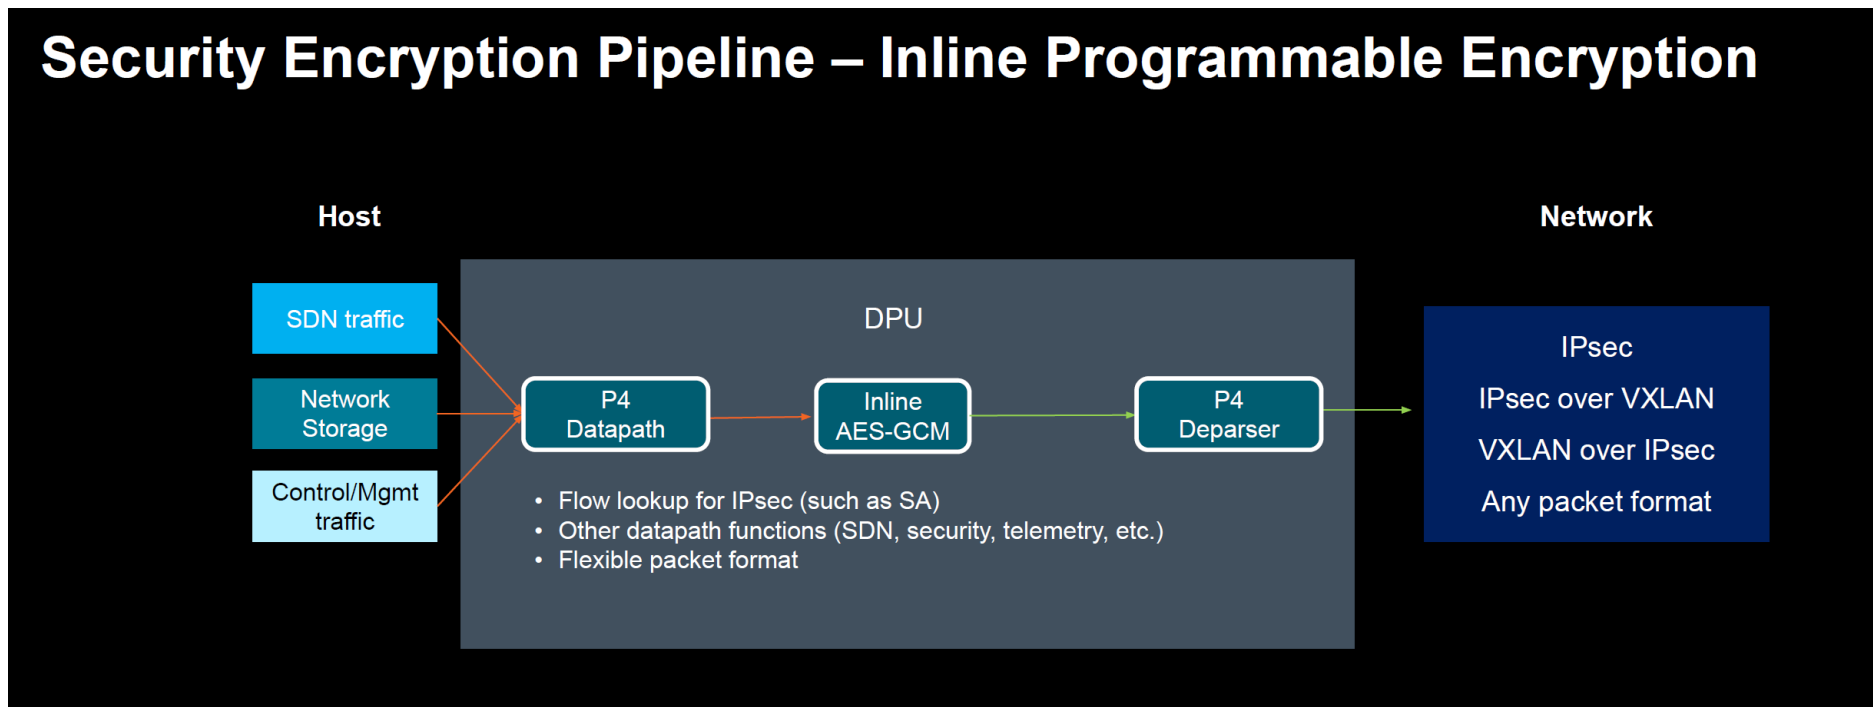 Security Encryption Pipeline – Inline Programmable Encryption
Host
Network
SDN traffic
Network
Storage
Control/Mgmt
traffic
DPU
P4
Datapath
Inline
AES-GCM
P4
Deparser
• Flow lookup for IPsec (such as SA)
• Other datapath functions (SDN, security, telemetry, etc.)
• Flexible packet format
IPsec
IPsec over VXLAN
VXLAN over IPsec
Any packet format